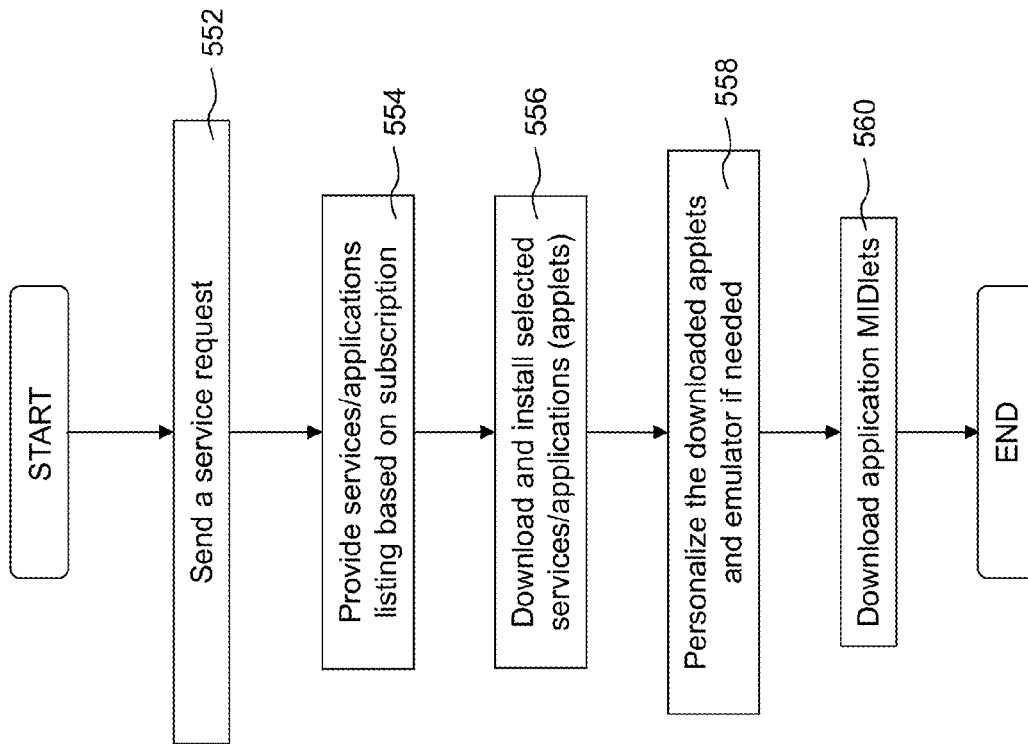 START
Send a service request
552
Provide services/applications
listing based on subscription
554
Download and install selected
services/applications (applets)
556
Personalize the downloaded applets
and emulator if needed
558
Download application MIDlets
560
END